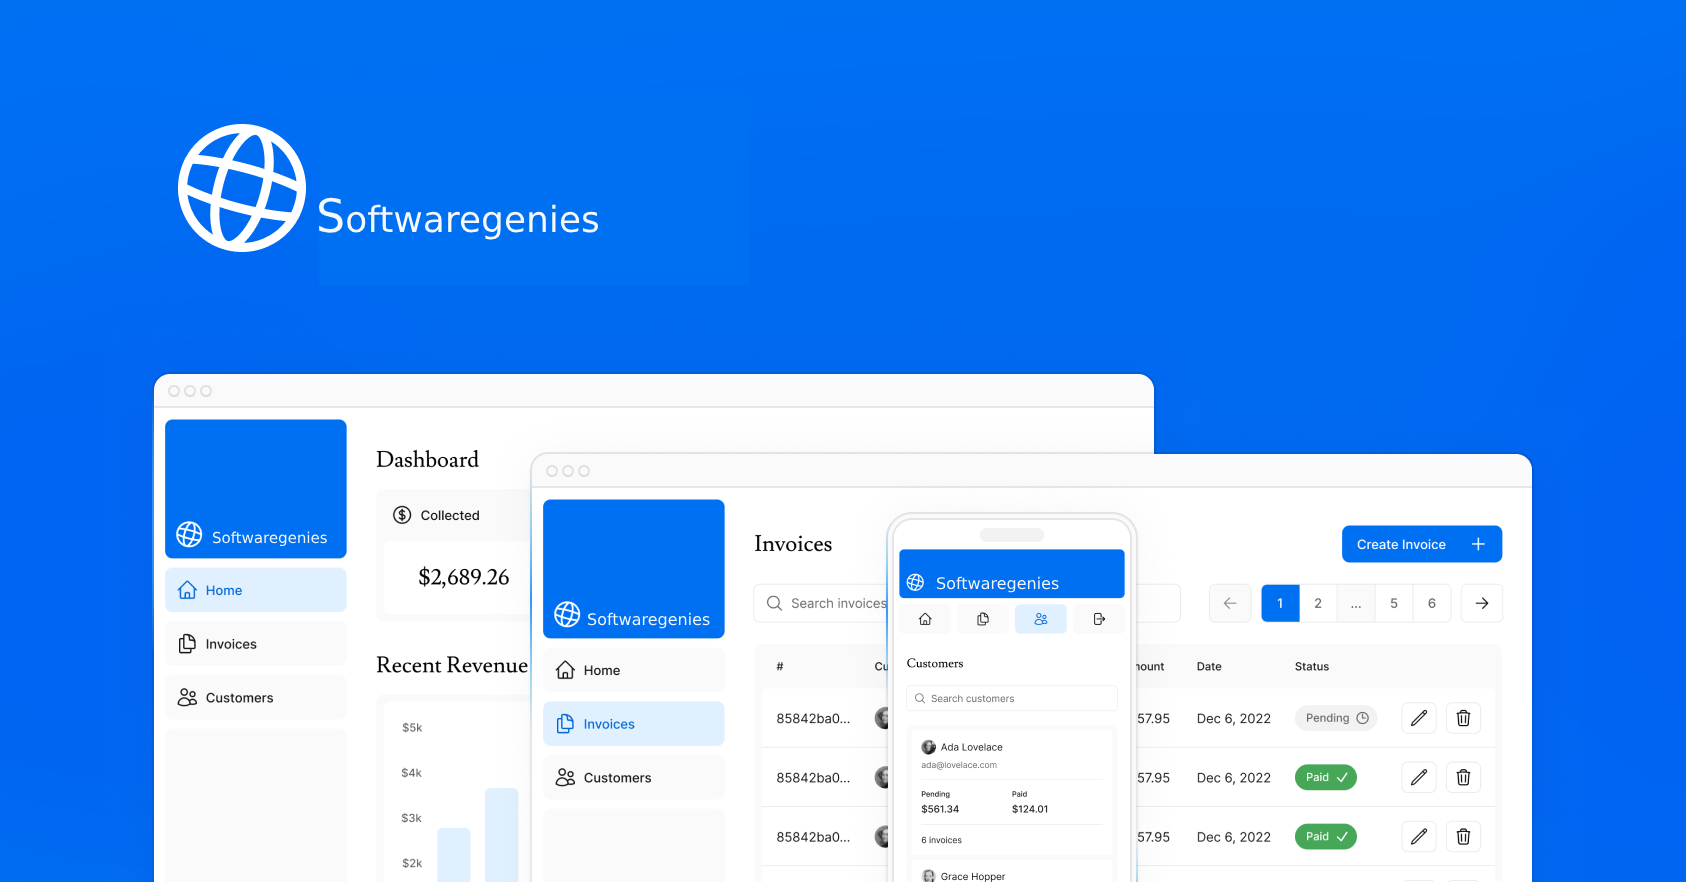 Softwaregenies
Dashboard
Collected
$2,689.26
Recent Revenue
$5k
$4k
$3k
$2k
Softwaregenies
Home
Invoices
Customers
Softwaregenies
Home
Invoices
Customers
Invoices
Create Invoice
Search invoices
1 2 ... 5 6
# Date Status
85842ba0... 57.95 Dec 6, 2022 Pending
85842ba0... 57.95 Dec 6, 2022 Paid
85842ba0... 57.95 Dec 6, 2022 Paid
Softwaregenies
Customers
Search customers
Ada Lovelace
ada@lovelace.com
Pending Paid
$561.34 $124.01
6 invoices
Grace Hopper